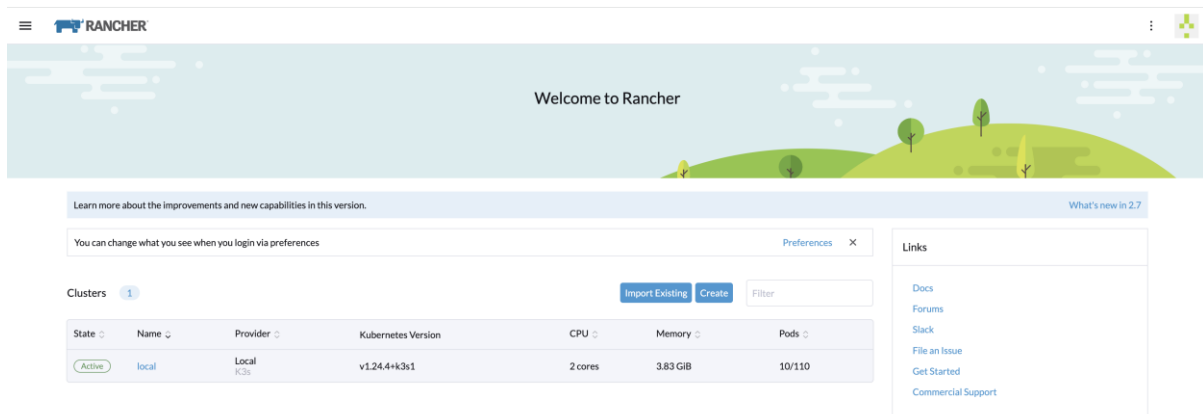 RANCHER
Welcome to Rancher
Learn more about the improvements and new capabilities in this version. What's new in 2.7
You can change what you see when you login via preferences Preferences ×
Links
Clusters 1 Import Existing Create Filter
Docs
Forums
Slack
File an Issue
Get Started
Commercial Support
State Name Provider Kubernetes Version CPU Memory Pods
Active local Local v1.24.4+k3s1 2 cores 3.83 GiB 10/110
K3s